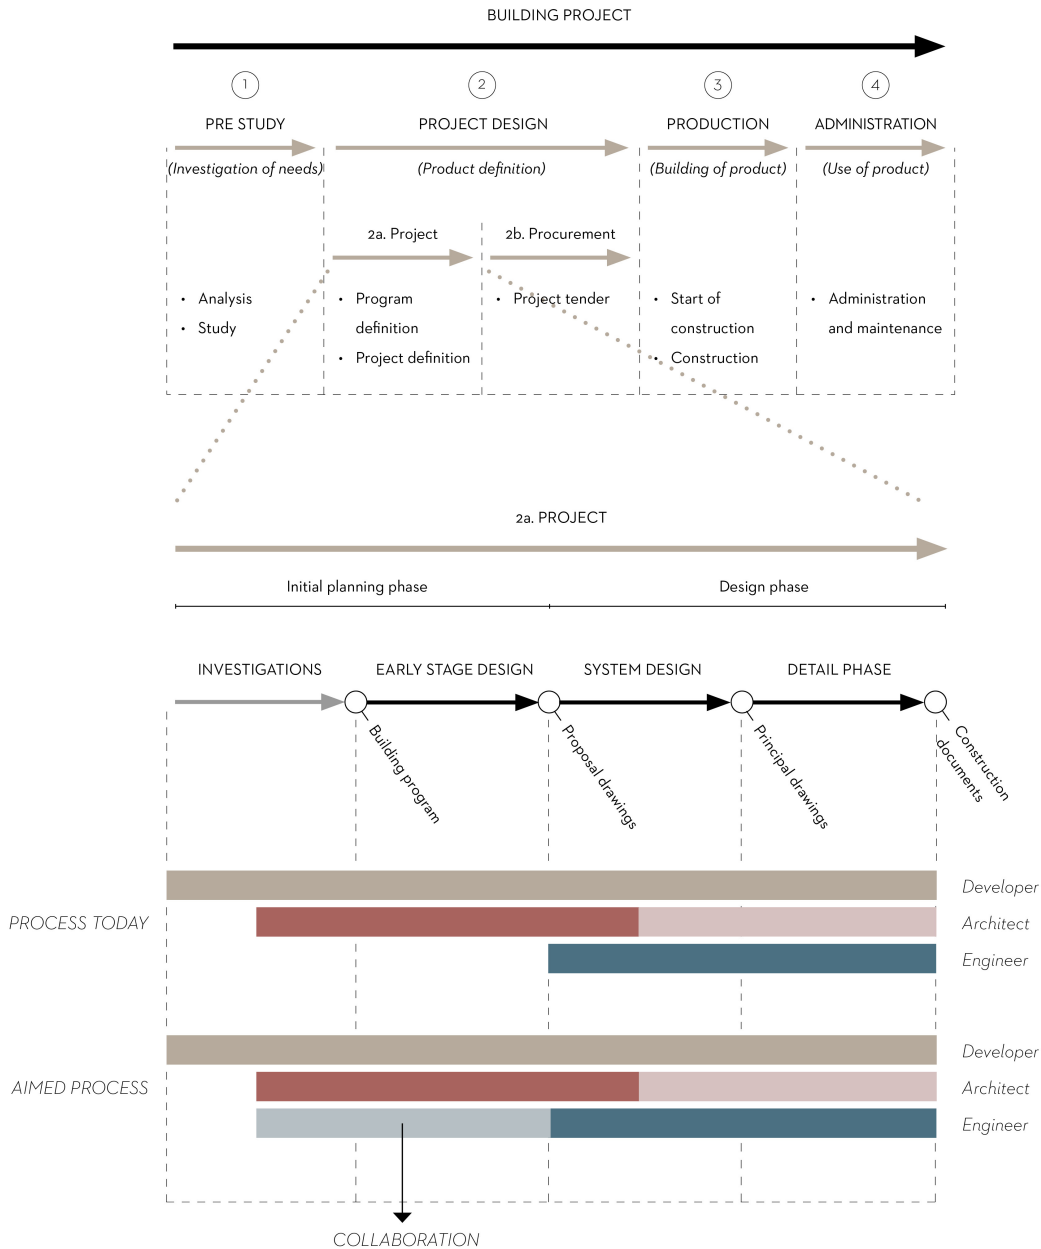 BUILDING PROJECT
1
2
3
4
PRE STUDY
PROJECT DESIGN
PRODUCTION
ADMINISTRATION
(Investigation of needs)
(Product definition)
(Building of product)
(Use of product)
2a. Project
2b. Procurement
• Analysis
• Study
• Program
definition
• Project definition
• Project tender
• Start of
construction
• Construction
• Administration
and maintenance
2a. PROJECT
Initial planning phase
Design phase
INVESTIGATIONS
EARLY STAGE DESIGN
SYSTEM DESIGN
DETAIL PHASE
Building program
Proposal drawings
Principal drawings
Construction
documents
PROCESS TODAY
Developer
Architect
Engineer
AIMED PROCESS
Developer
Architect
Engineer
COLLABORATION